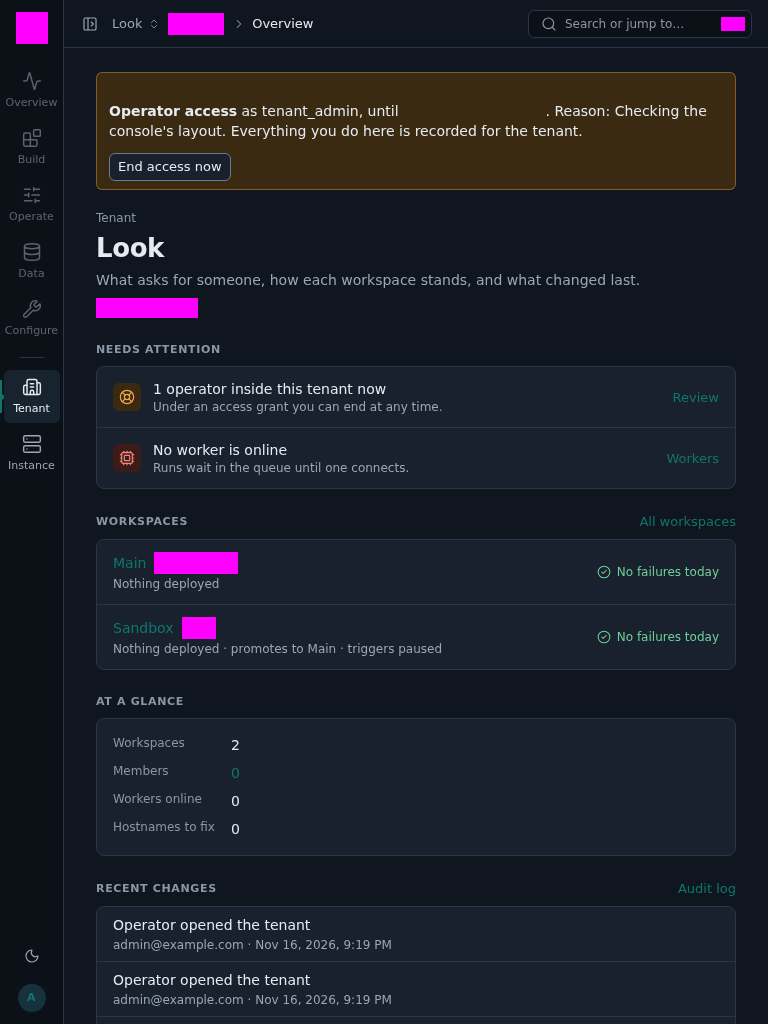 Look
Overview
Search or jump to…
Overview
Build
Operate
Data
Configure
Tenant
Instance
A
Operator access as tenant_admin, until . Reason: Checking the
console's layout. Everything you do here is recorded for the tenant.
End access now
Tenant
Look
What asks for someone, how each workspace stands, and what changed last.
NEEDS ATTENTION
1 operator inside this tenant now
Under an access grant you can end at any time.
Review
No worker is online
Runs wait in the queue until one connects.
Workers
WORKSPACES
All workspaces
Main
Nothing deployed
No failures today
Sandbox
Nothing deployed · promotes to Main · triggers paused
No failures today
AT A GLANCE
Workspaces 2
Members 0
Workers online 0
Hostnames to fix 0
RECENT CHANGES
Audit log
Operator opened the tenant
admin@example.com · Nov 16, 2026, 9:19 PM
Operator opened the tenant
admin@example.com · Nov 16, 2026, 9:19 PM